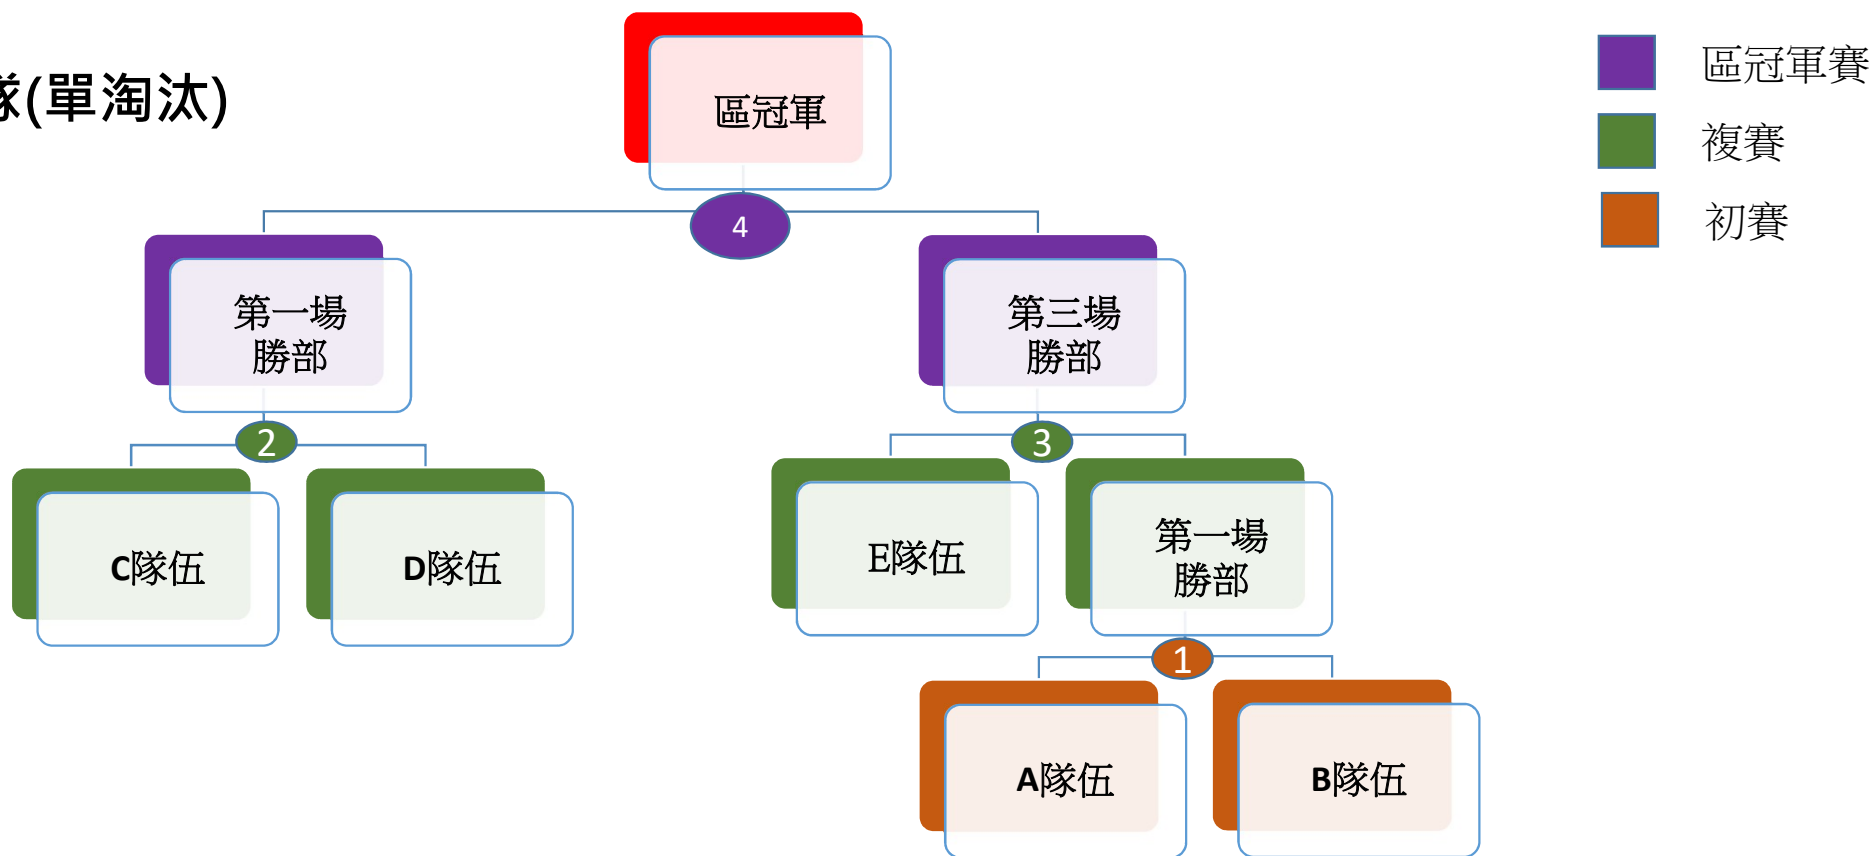 隊(單淘汰)
區冠軍
區冠軍賽
複賽
初賽
4
第一場
勝部
第三場
勝部
2
3
C隊伍
D隊伍
E隊伍
第一場
勝部
1
A隊伍
B隊伍